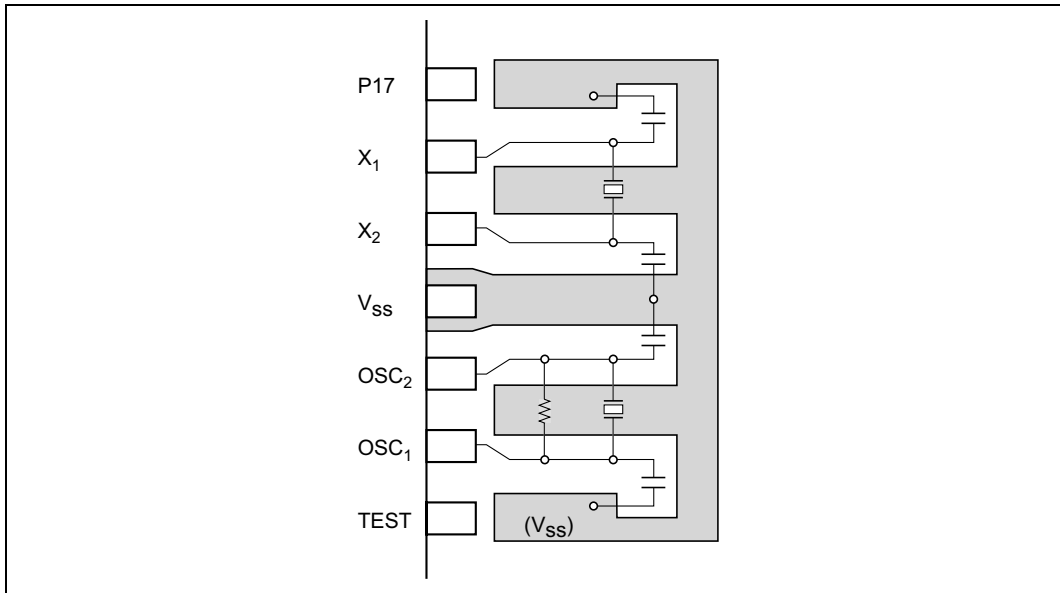 P17
X₁
X₂
Vss
OSC₂
OSC₁
TEST
(Vss)